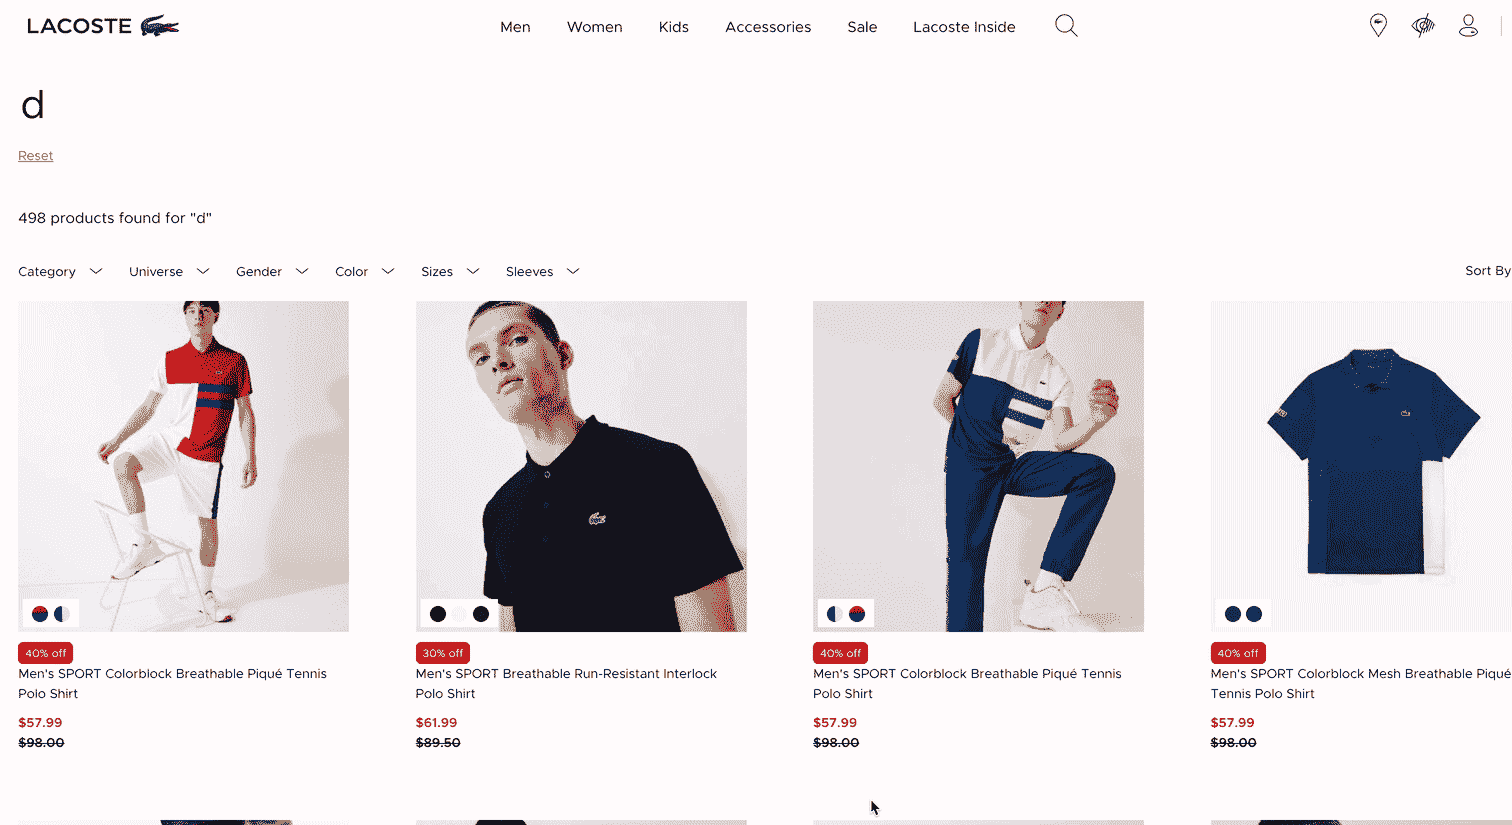 LACOSTE
Men Women Kids Accessories Sale Lacoste Inside
d
Reset
498 products found for "d"
Category Universe Gender Color Sizes Sleeves Sort By
40% off
Men's SPORT Colorblock Breathable Piqué Tennis
Polo Shirt
$57.99
$98.00
30% off
Men's SPORT Breathable Run-Resistant Interlock
Polo Shirt
$61.99
$89.50
40% off
Men's SPORT Colorblock Breathable Piqué Tennis
Polo Shirt
$57.99
$98.00
40% off
Men's SPORT Colorblock Mesh Breathable Piqué
Tennis Polo Shirt
$57.99
$98.00